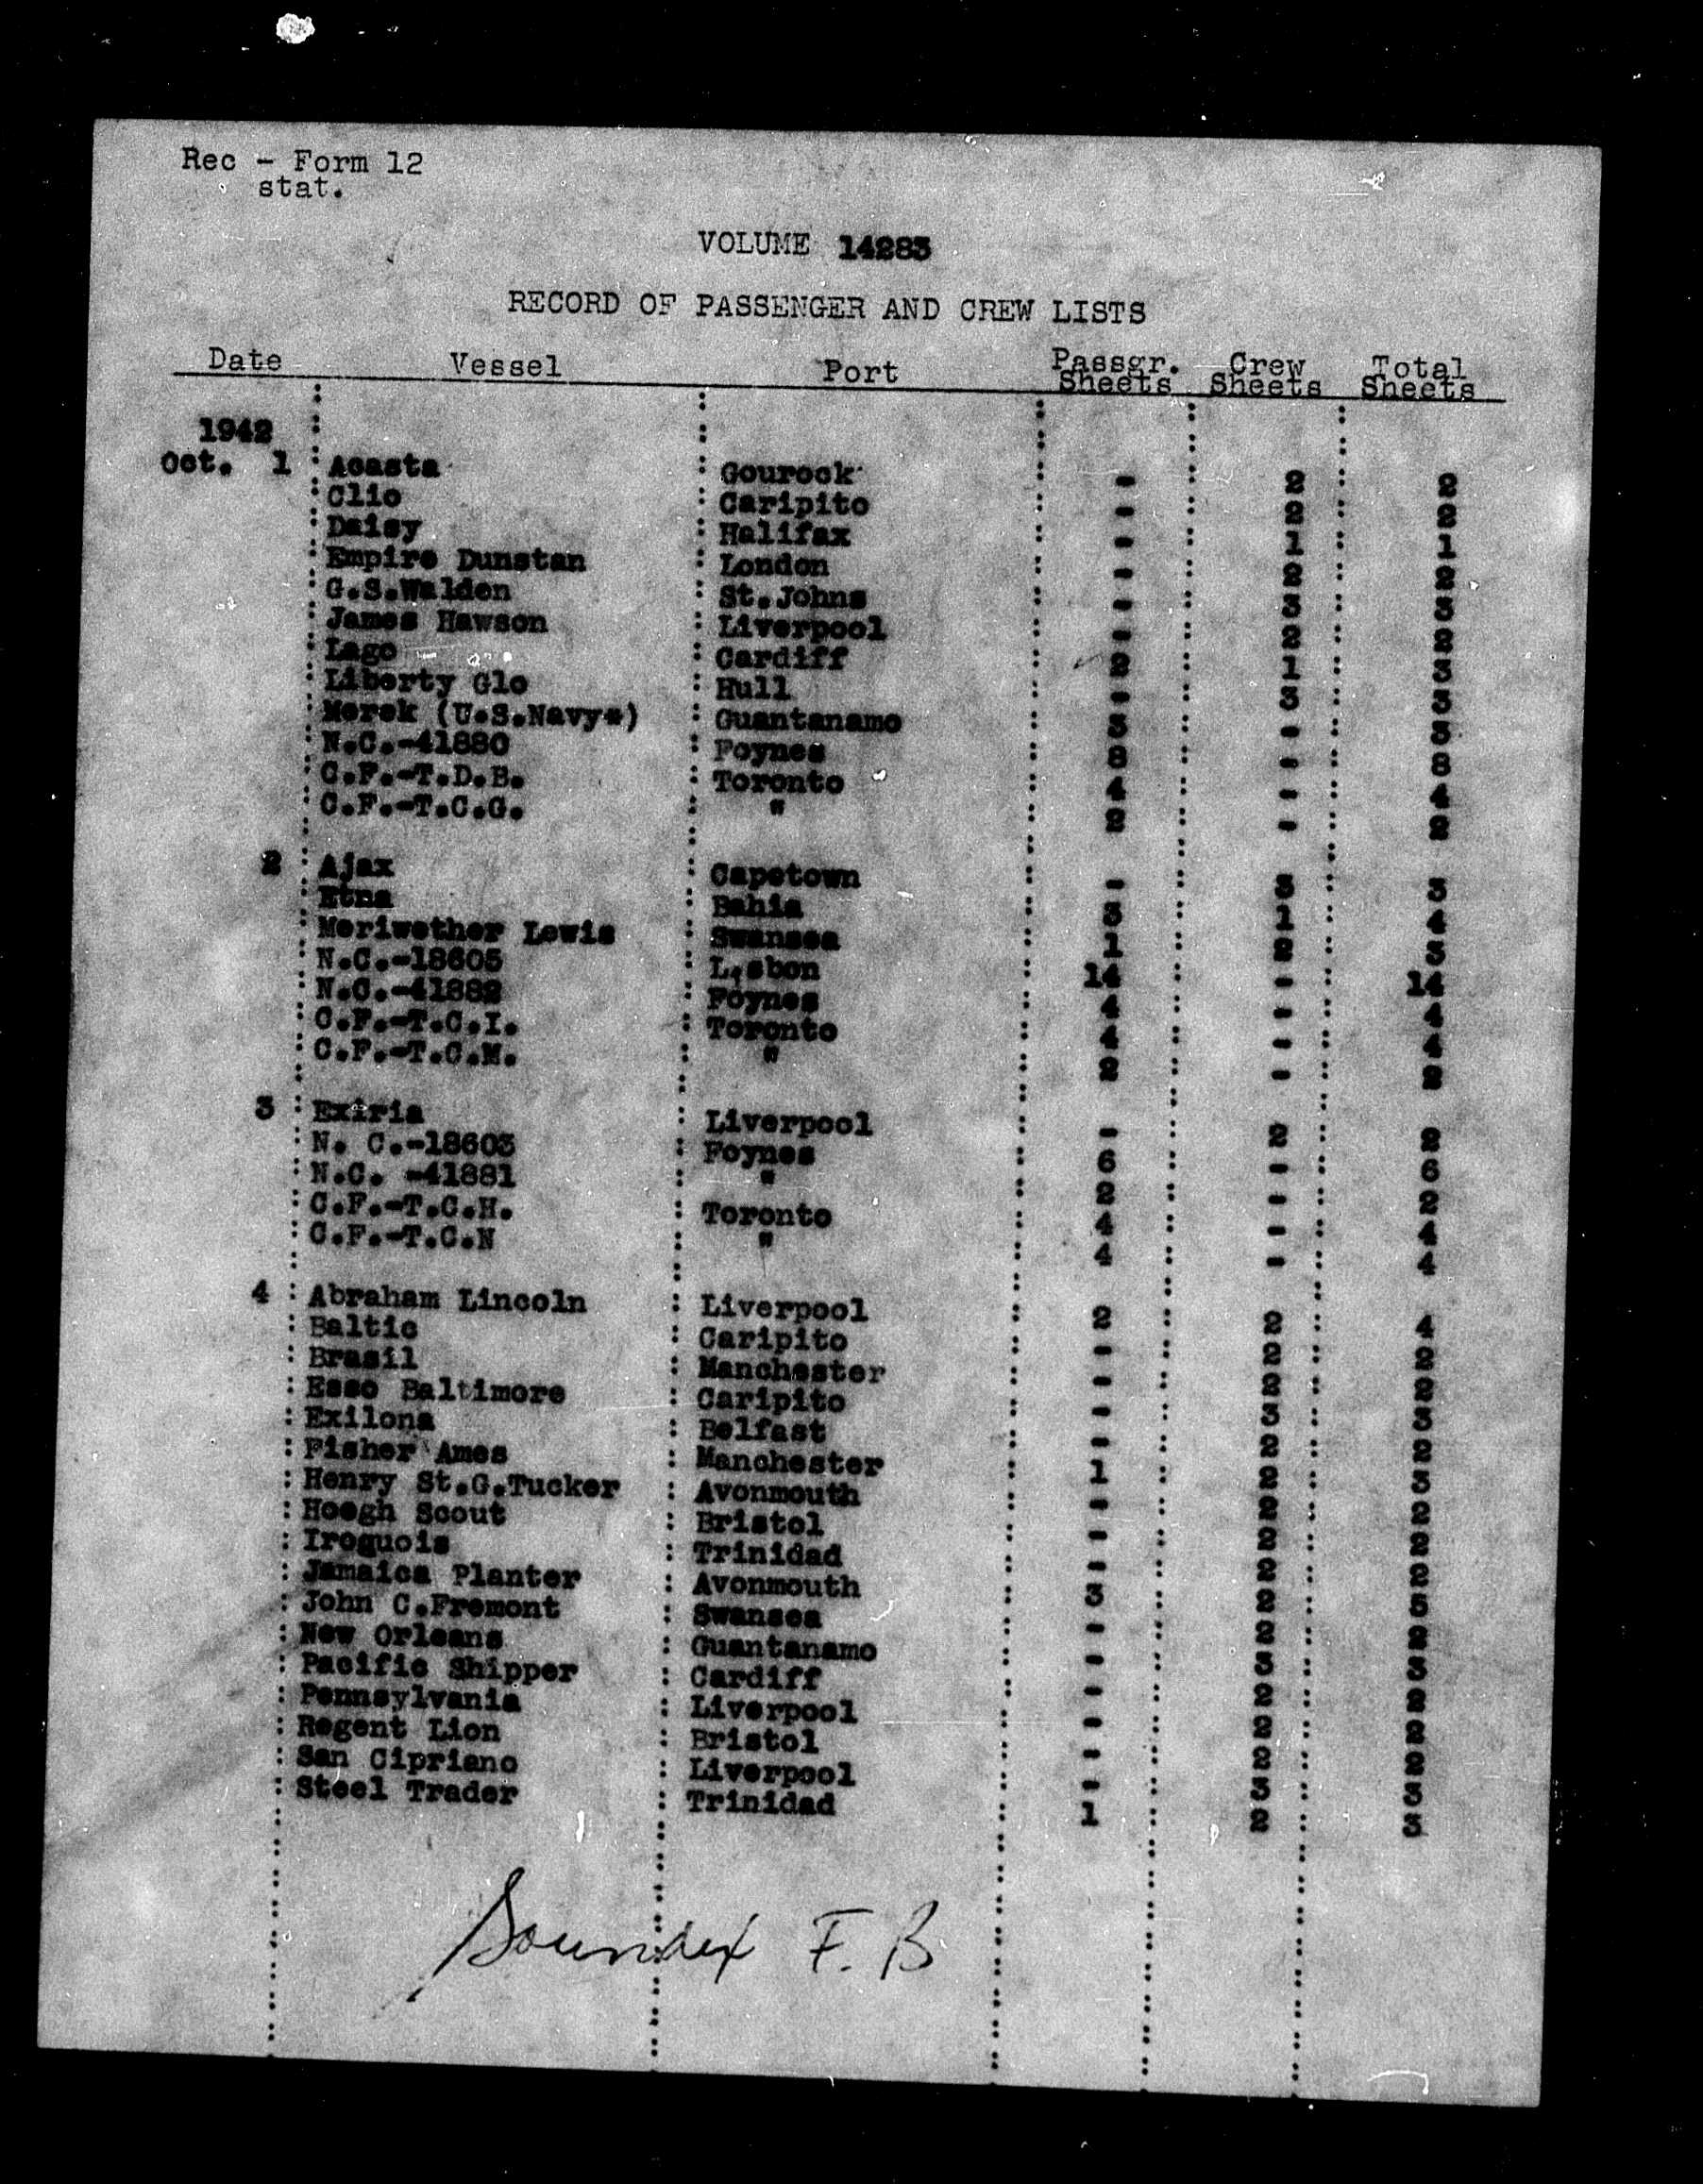 Rec - Form 12
stat.
VOLUME 14283
RECORD OF PASSENGER AND CREW LISTS
Date Vessel Port Passgr. Sheets Crew Sheets Total Sheets
1942
Oct. 1 : Acasta : Gourock : - : 2 : 2
: Clio : Caripito : - : 2 : 2
: Daisy : Halifax : - : 1 : 1
: Empire Dunstan : London : - : 2 : 2
: G.S.Walden : St.Johns : - : 3 : 3
: James Hawson : Liverpool : - : 2 : 2
: Lago : Cardiff : 2 : 1 : 3
: Liberty Glo : Hull : - : 3 : 3
: Merak (U.S.Navy*) : Guantanamo : 3 : - : 3
: N.C.-41880 : Foynes : 8 : - : 8
: C.F.-T.D.B. : Toronto : 4 : - : 4
: C.F.-T.C.G. : " : 2 : - : 2
2 : Ajax : Capetown : - : 3 : 3
: Etna : Bahia : 3 : 1 : 4
: Meriwether Lewis : Swansea : 1 : 2 : 3
: N.C.-18605 : Lisbon : 14 : - : 14
: N.C.-41882 : Foynes : 4 : - : 4
: C.F.-T.C.I. : Toronto : 4 : - : 4
: C.F.-T.C.M. : " : 2 : - : 2
3 : Exiria : Liverpool : - : 2 : 2
: N. C.-18603 : Foynes : 6 : - : 6
: N.C. -41881 : " : 2 : - : 2
: C.F.-T.C.H. : Toronto : 4 : - : 4
: C.F.-T.C.N : " : 4 : - : 4
4 : Abraham Lincoln : Liverpool : 2 : 2 : 4
: Baltic : Caripito : - : 2 : 2
: Brasil : Manchester : - : 2 : 2
: Esso Baltimore : Caripito : - : 3 : 3
: Exilona : Belfast : - : 2 : 2
: Fisher Ames : Manchester : 1 : 2 : 3
: Henry St.G.Tucker : Avonmouth : - : 2 : 2
: Hoegh Scout : Bristol : - : 2 : 2
: Iroquois : Trinidad : - : 2 : 2
: Jamaica Planter : Avonmouth : 3 : 2 : 5
: John C.Fremont : Swansea : - : 2 : 2
: New Orleans : Guantanamo : - : 3 : 3
: Pacific Shipper : Cardiff : - : 2 : 2
: Pennsylvania : Liverpool : - : 2 : 2
: Regent Lion : Bristol : - : 2 : 2
: San Cipriano : Liverpool : - : 3 : 3
: Steel Trader : Trinidad : 1 : 2 : 3
Soundex F. B